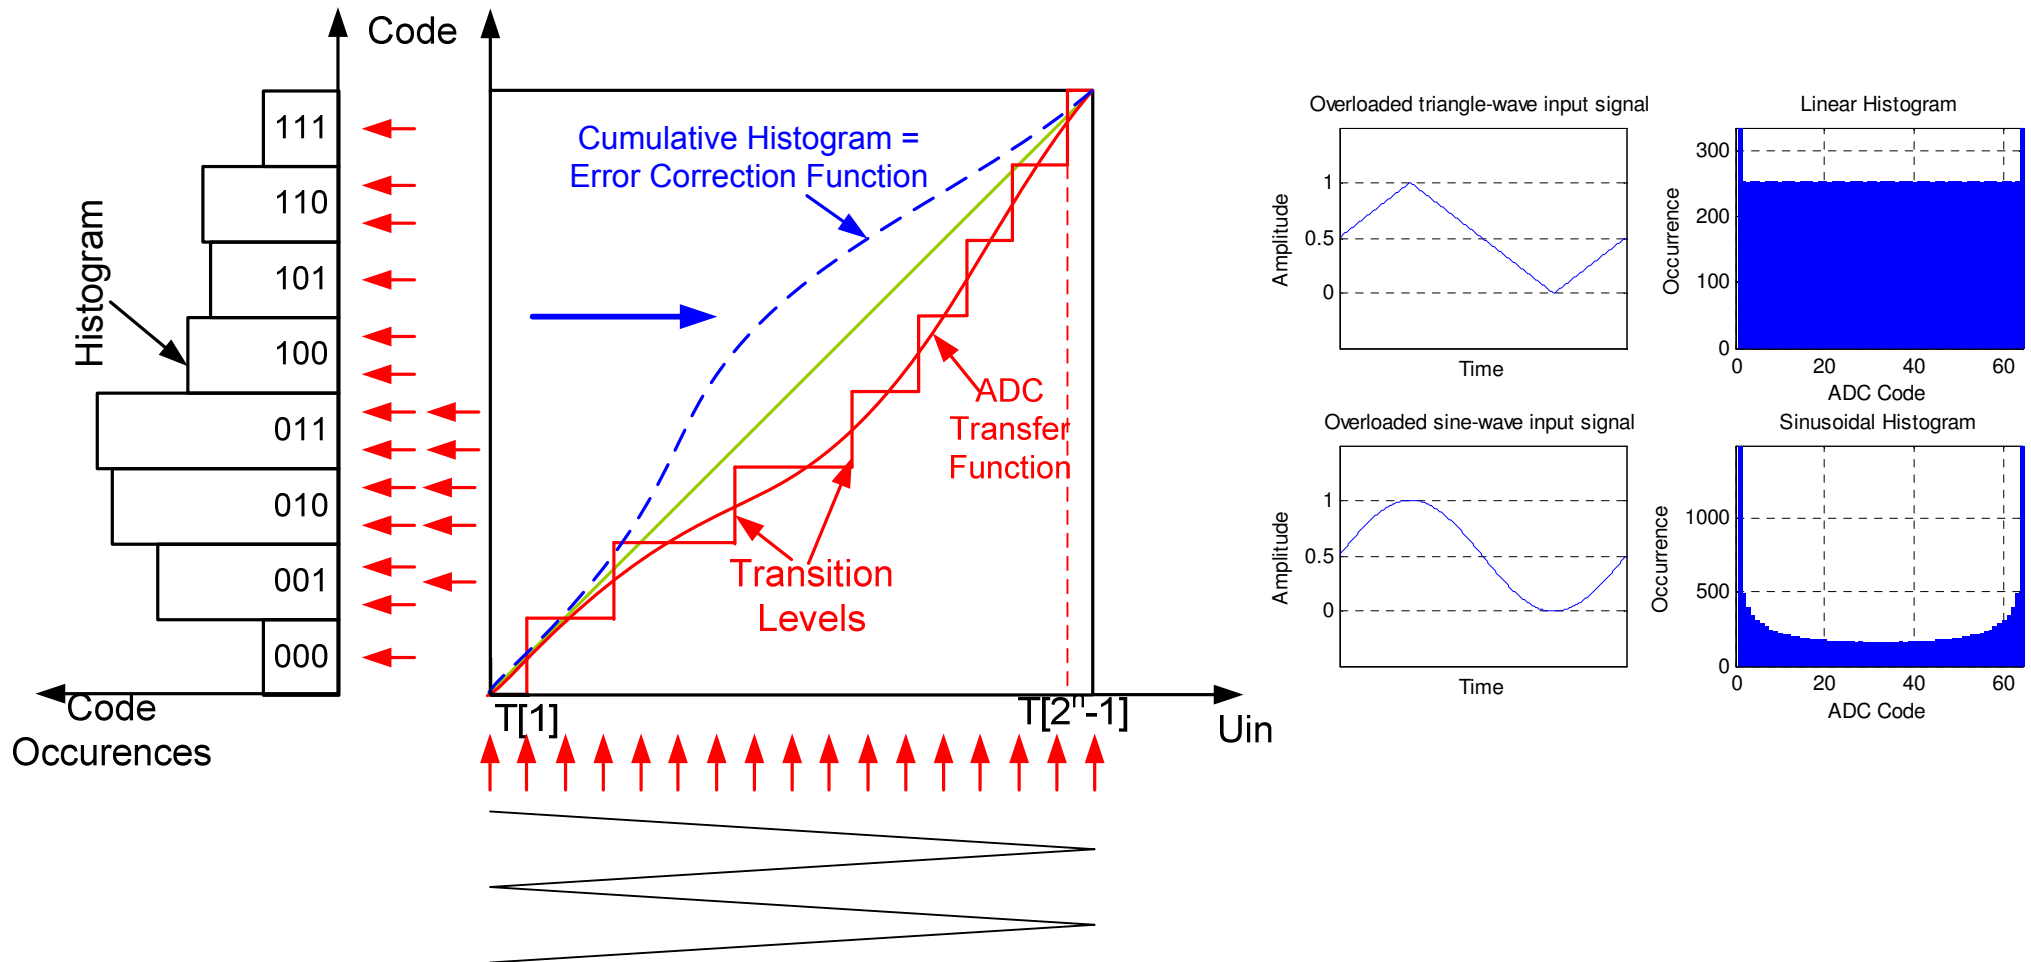 Code
111
110
101
100
011
010
001
000
Histogram
Code
Occurences
Cumulative Histogram =
Error Correction Function
ADC
Transfer
Function
Transition
Levels
T[1]
T[2ⁿ-1]
Uin
Overloaded triangle-wave input signal
Amplitude
1
0.5
0
Time
Linear Histogram
Occurrence
300
200
100
0
0 20 40 60
ADC Code
Overloaded sine-wave input signal
Amplitude
1
0.5
0
Time
Sinusoidal Histogram
Occurrence
1000
500
0
0 20 40 60
ADC Code